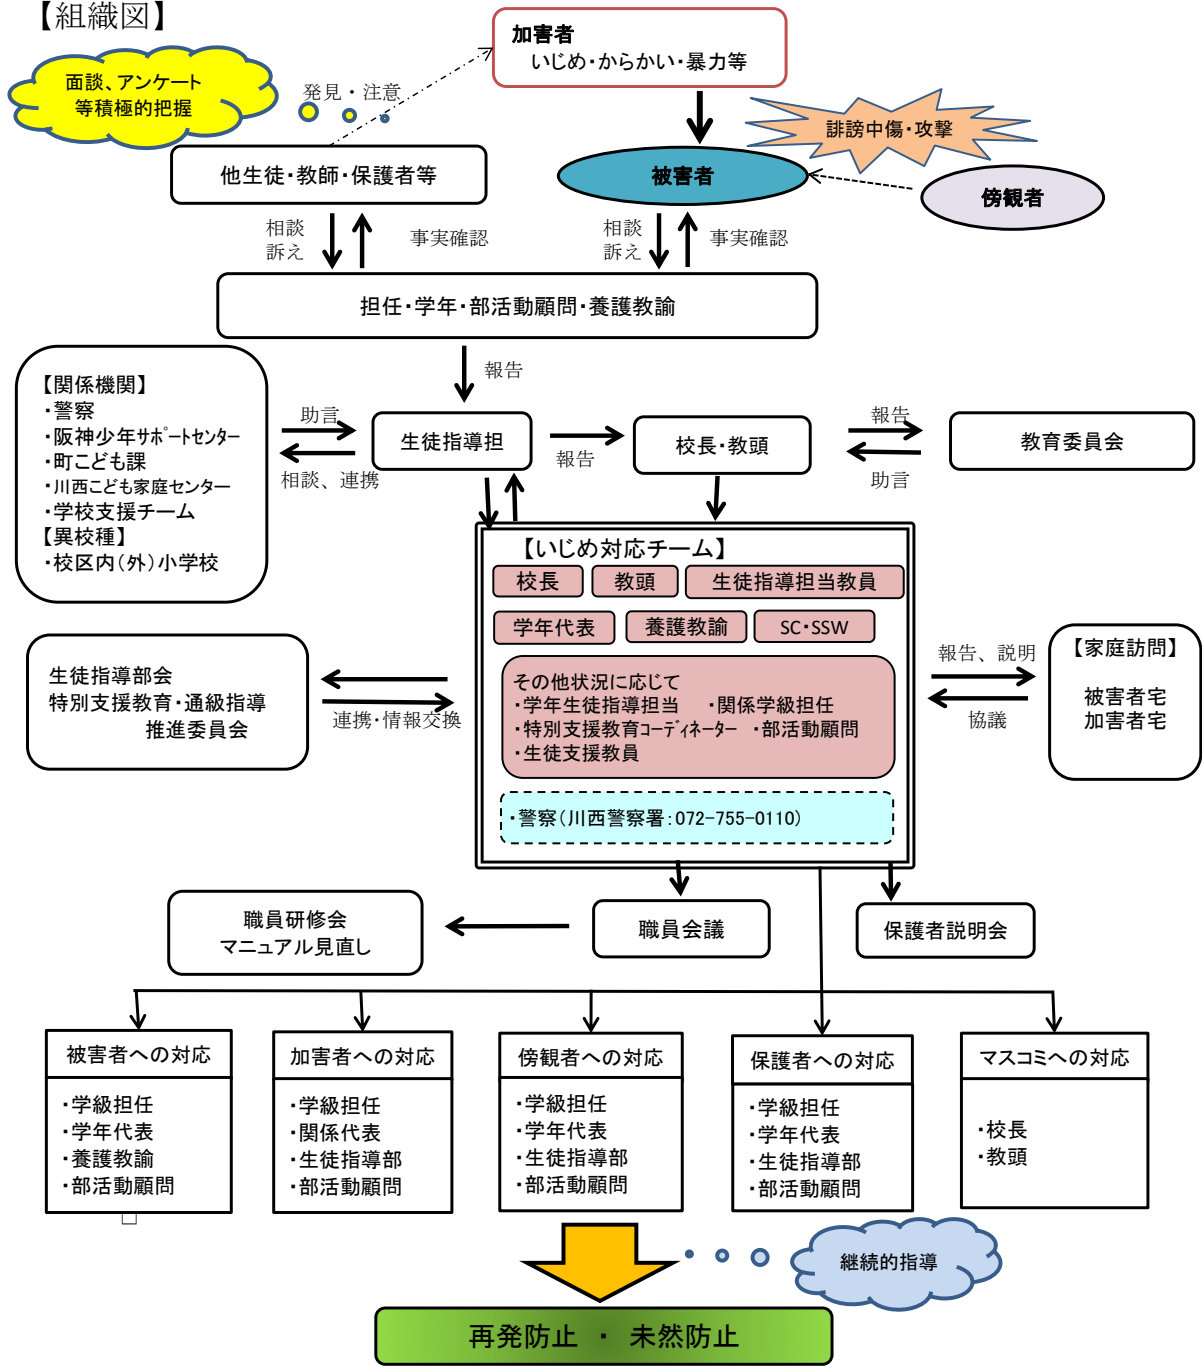 【組織図】
加害者
いじめ・からかい・暴力等
面談、アンケート
等積極的把握
発見・注意
誹謗中傷・攻撃
他生徒・教師・保護者等
被害者
傍観者
相談
訴え
事実確認
相談
訴え
事実確認
担任・学年・部活動顧問・養護教諭
報告
【関係機関】
・警察
・阪神少年サポートセンター
・町こども課
・川西こども家庭センター
・学校支援チーム
【異校種】
・校区内(外)小学校
助言
相談、連携
生徒指導担
報告
校長・教頭
報告
助言
教育委員会
【いじめ対応チーム】
校長
教頭
生徒指導担当教員
学年代表
養護教諭
SC・SSW
その他状況に応じて
・学年生徒指導担当 ・関係学級担任
・特別支援教育コーディネーター ・部活動顧問
・生徒支援教員
・警察(川西警察署:072-755-0110)
生徒指導部会
特別支援教育・通級指導
推進委員会
連携・情報交換
報告、説明
協議
【家庭訪問】
被害者宅
加害者宅
職員研修会
マニュアル見直し
職員会議
保護者説明会
被害者への対応
・学級担任
・学年代表
・養護教諭
・部活動顧問
加害者への対応
・学級担任
・関係代表
・生徒指導部
・部活動顧問
傍観者への対応
・学級担任
・学年代表
・生徒指導部
・部活動顧問
保護者への対応
・学級担任
・学年代表
・生徒指導部
・部活動顧問
マスコミへの対応
・校長
・教頭
継続的指導
再発防止 ・ 未然防止